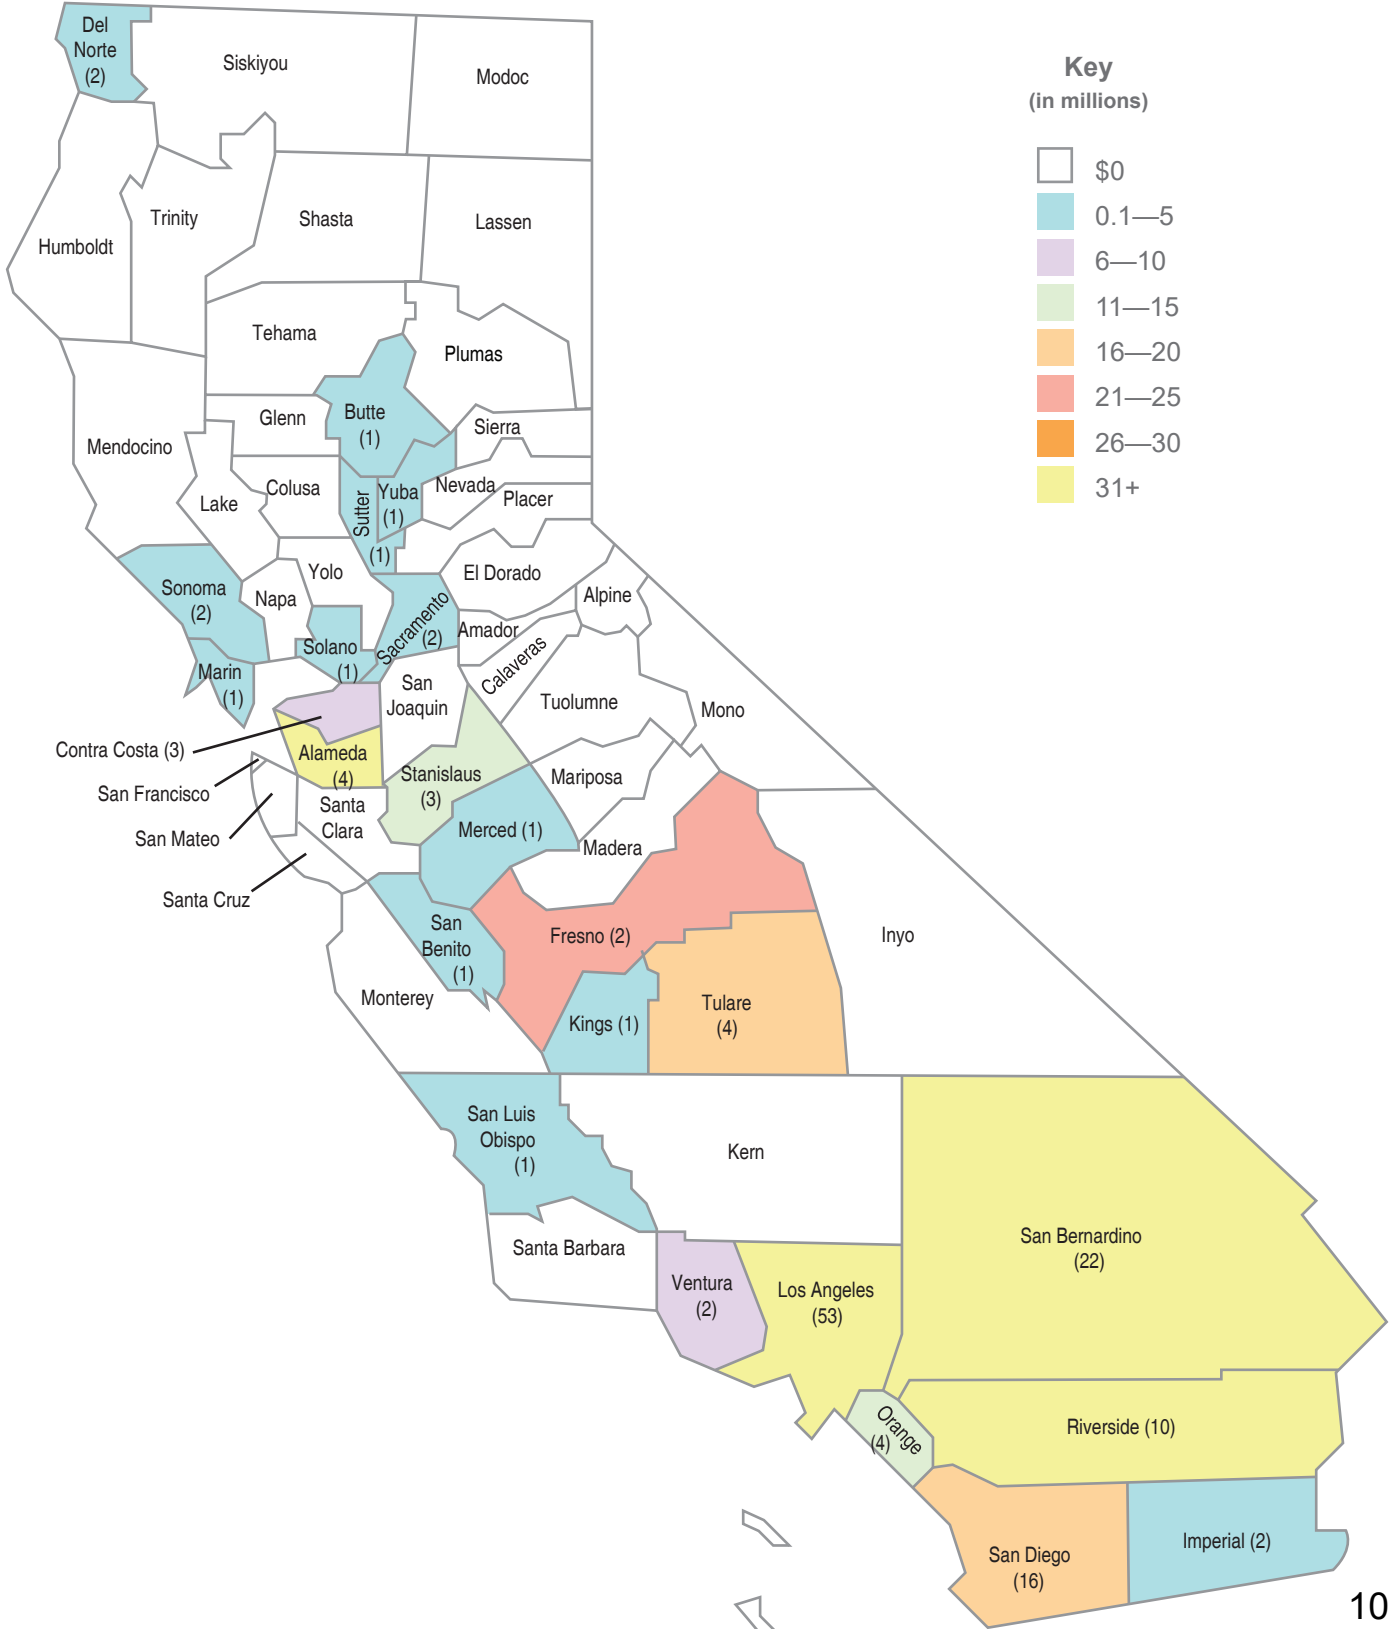 Del
Norte
(2)
Siskiyou
Modoc
Key
(in millions)
$0
0.1—5
6—10
11—15
16—20
21—25
26—30
31+
Humboldt
Trinity
Shasta
Lassen
Tehama
Plumas
Glenn
Butte
(1)
Sierra
Mendocino
Lake
Colusa
Sutter
(1)
Yuba
(1)
Nevada
Placer
Sonoma
(2)
Napa
Yolo
El Dorado
Alpine
Marin
(1)
Solano
(1)
Sacramento
(2)
Amador
Calaveras
San
Joaquin
Tuolumne
Mono
Contra Costa (3)
Alameda
(4)
Stanislaus
(3)
Mariposa
San Francisco
San Mateo
Santa
Clara
Merced (1)
Madera
Santa Cruz
San
Benito
(1)
Fresno (2)
Inyo
Monterey
Kings (1)
Tulare
(4)
San Luis
Obispo
(1)
Kern
Santa Barbara
Ventura
(2)
Los Angeles
(53)
San Bernardino
(22)
Orange
(4)
Riverside (10)
San Diego
(16)
Imperial (2)
10